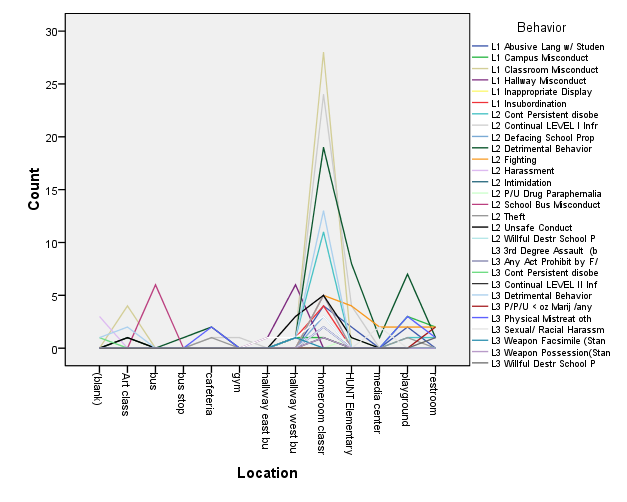 Behavior
L1 Abusive Lang w/ Studen
L1 Campus Misconduct
L1 Classroom Misconduct
L1 Hallway Misconduct
L1 Inappropriate Display
L1 Insubordination
L2 Cont Persistent disobe
L2 Continual LEVEL I Infr
L2 Defacing School Prop
L2 Detrimental Behavior
L2 Fighting
L2 Harassment
L2 Intimidation
L2 P/U Drug Paraphernalia
L2 School Bus Misconduct
L2 Theft
L2 Unsafe Conduct
L2 Willful Destr School P
L3 3rd Degree Assault (b
L3 Any Act Prohibit by F/
L3 Cont Persistent disobe
L3 Continual LEVEL II Inf
L3 Detrimental Behavior
L3 P/P/U < oz Marij /any
L3 Physical Mistreat oth
L3 Sexual/ Racial Harassm
L3 Weapon Facsimile (Stan
L3 Weapon Possession(Stan
L3 Willful Destr School P
Count
30
25
20
15
10
5
0
(blank)
Art class
bus
bus stop
cafeteria
gym
hallway east bu
hallway west bu
homeroom classr
HUNT Elementary
media center
playground
restroom
Location